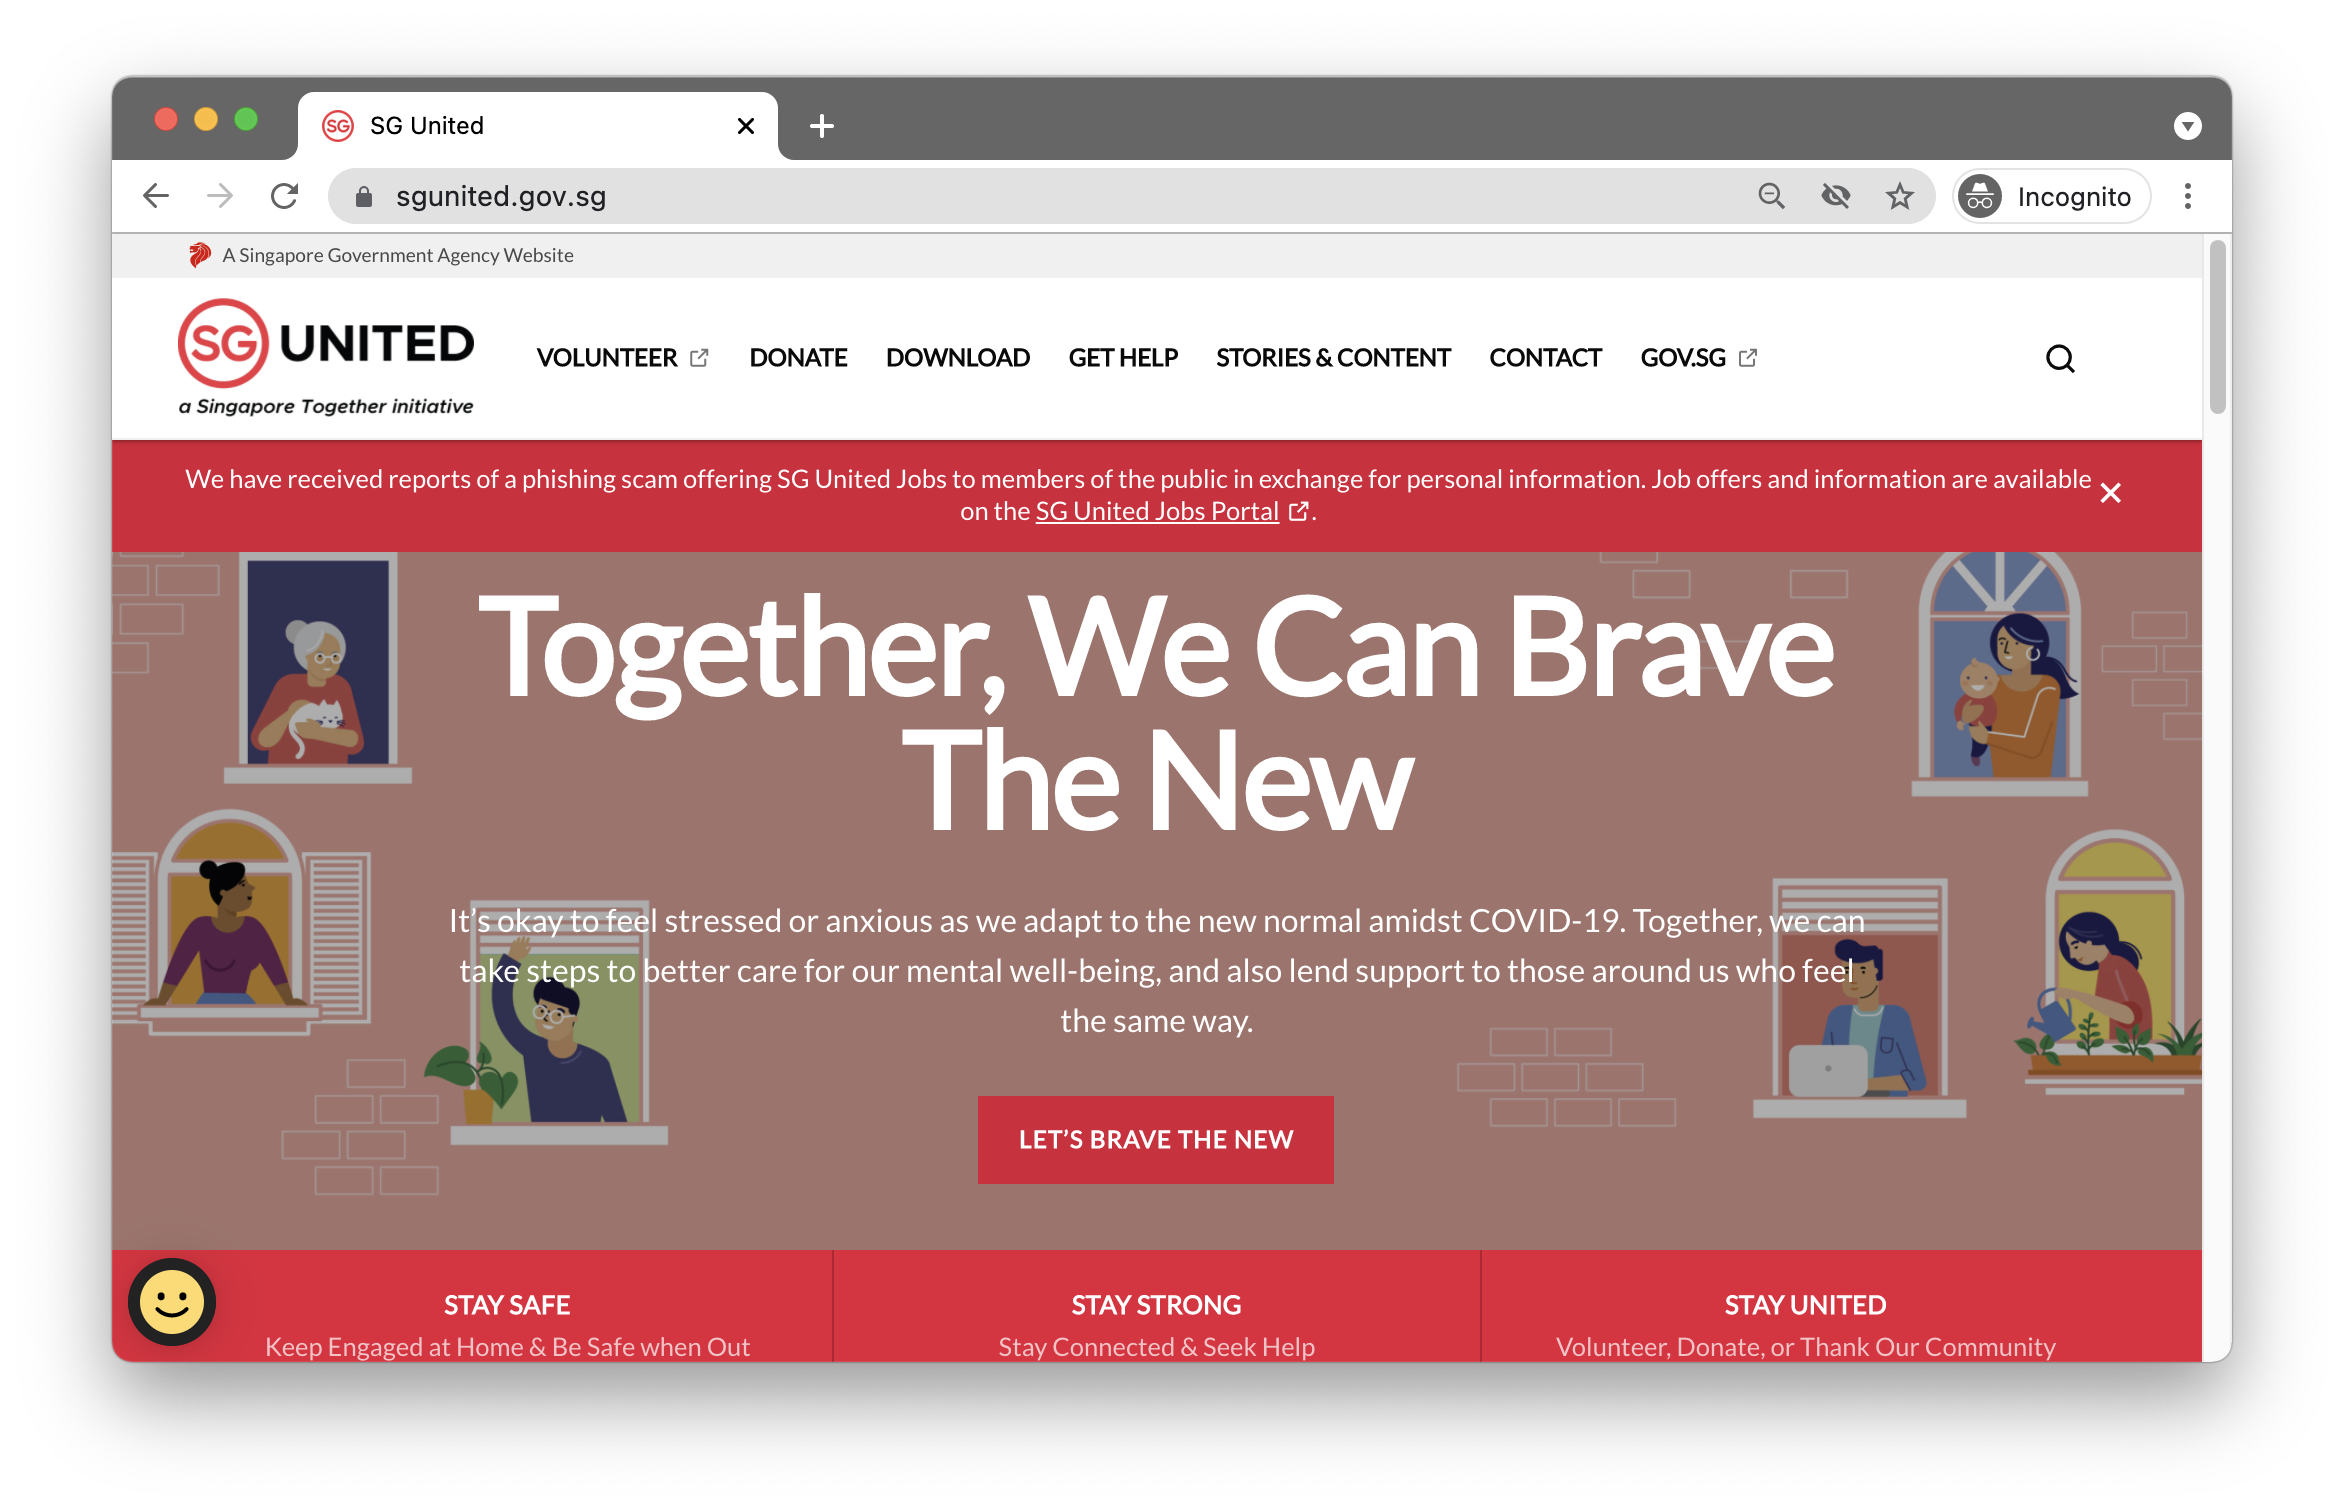 SG SG United
sgunited.gov.sg
Incognito
A Singapore Government Agency Website
SG UNITED
a Singapore Together initiative
VOLUNTEER DONATE DOWNLOAD GET HELP STORIES & CONTENT CONTACT GOV.SG
We have received reports of a phishing scam offering SG United Jobs to members of the public in exchange for personal information. Job offers and information are available
on the SG United Jobs Portal .
Together, We Can Brave
The New
It’s okay to feel stressed or anxious as we adapt to the new normal amidst COVID-19. Together, we can
take steps to better care for our mental well-being, and also lend support to those around us who feel
the same way.
LET’S BRAVE THE NEW
STAY SAFE
Keep Engaged at Home & Be Safe when Out
STAY STRONG
Stay Connected & Seek Help
STAY UNITED
Volunteer, Donate, or Thank Our Community